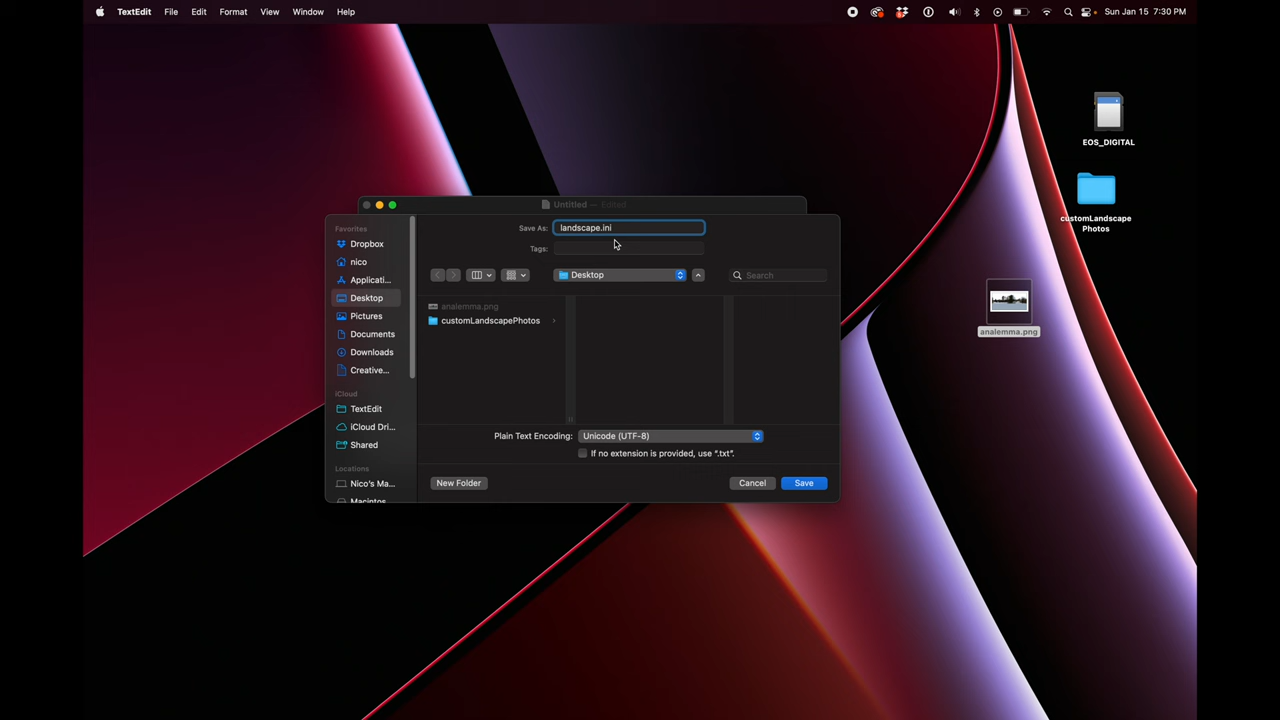 TextEdit File Edit Format View Window Help
Sun Jan 15 7:30 PM
EOS_DIGITAL
customLandscape
Photos
analemma.png
Untitled — Edited
Save As: landscape.ini
Tags:
Desktop
Search
Favorites
Dropbox
nico
Applicati...
Desktop
Pictures
Documents
Downloads
Creative...
iCloud
TextEdit
iCloud Dri...
Shared
Locations
Nico's Ma...
Macintos
analemma.png
customLandscapePhotos
Plain Text Encoding: Unicode (UTF-8)
If no extension is provided, use ".txt".
New Folder
Cancel
Save